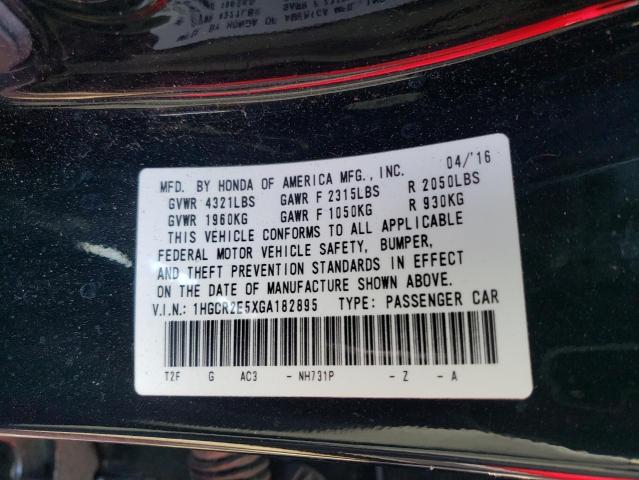 MFD. BY HONDA OF AMERICA MFG., INC. 04/'16
GVWR 4321LBS GAWR F 2315LBS R 2050LBS
GVWR 1960KG GAWR F 1050KG R 930KG
THIS VEHICLE CONFORMS TO ALL APPLICABLE
FEDERAL MOTOR VEHICLE SAFETY, BUMPER,
AND THEFT PREVENTION STANDARDS IN EFFECT
ON THE DATE OF MANUFACTURE SHOWN ABOVE.
V.I.N.: 1HGCR2E5XGA182895 TYPE: PASSENGER CAR
T2F G AC3 - NH731P - Z - A